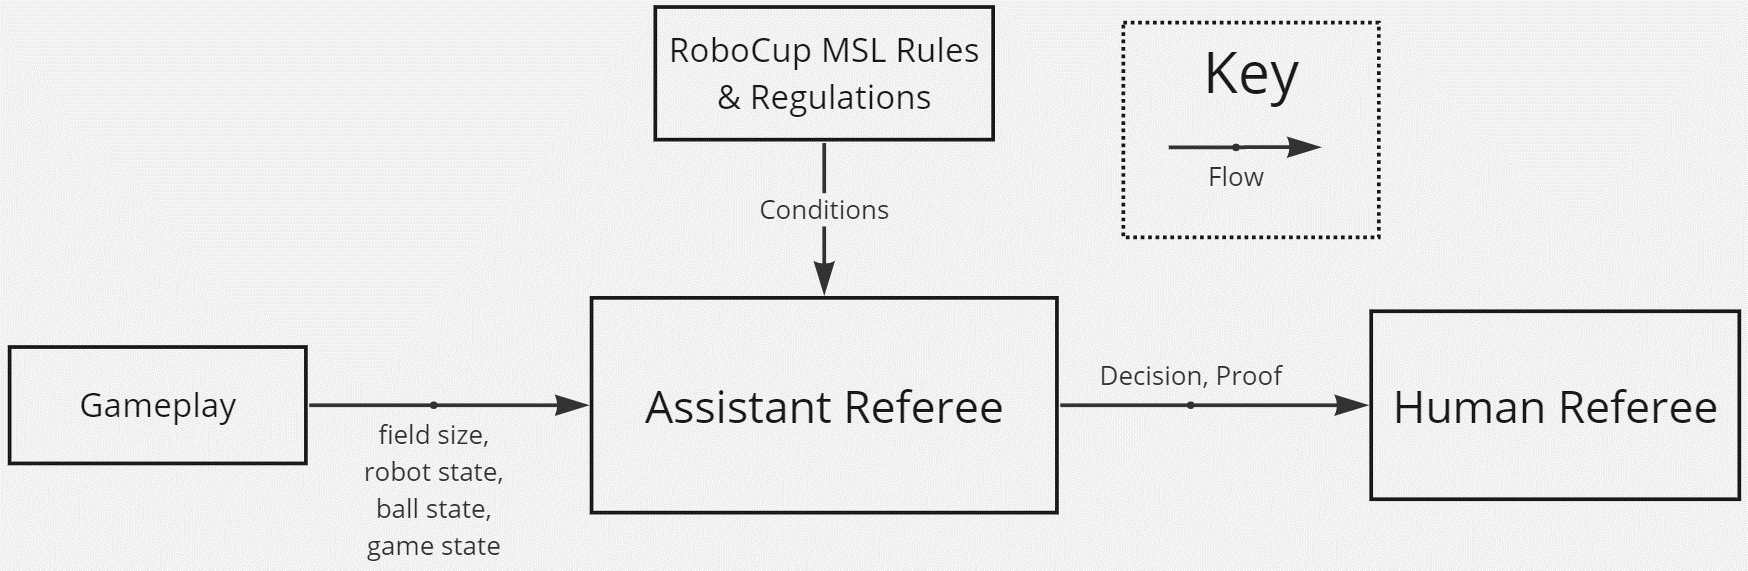 RoboCup MSL Rules
& Regulations
Key
Flow
Conditions
Gameplay
field size,
robot state,
ball state,
game state
Assistant Referee
Decision, Proof
Human Referee